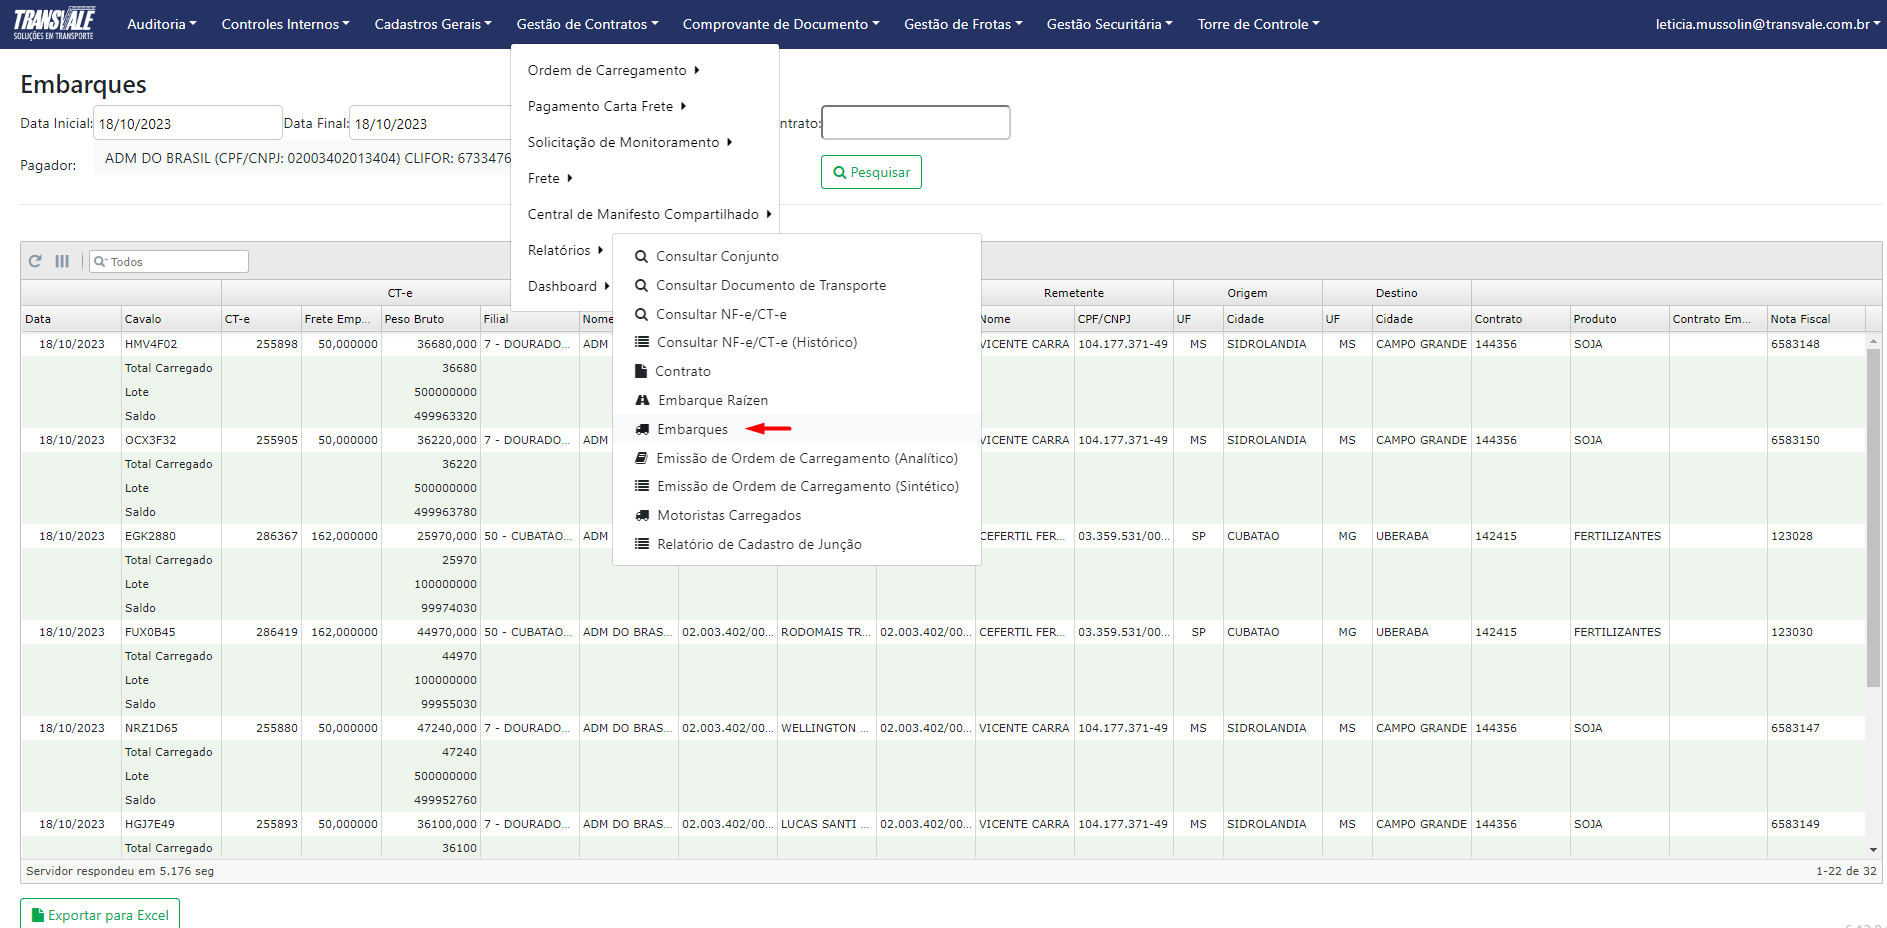 TRANSVALE
SOLUÇÕES EM TRANSPORTE
Auditoria Controles Internos Cadastros Gerais Gestão de Contratos Comprovante de Documento Gestão de Frotas Gestão Securitária Torre de Controle leticia.mussolin@transvale.com.br
Embarques
Data Inicial: 18/10/2023 Data Final: 18/10/2023 ntrato:
Pagador: ADM DO BRASIL (CPF/CNPJ: 02003402013404) CLIFOR: 6733476
Pesquisar
Ordem de Carregamento
Pagamento Carta Frete
Solicitação de Monitoramento
Frete
Central de Manifesto Compartilhado
Relatórios
Dashboard
Consultar Conjunto
Consultar Documento de Transporte
Consultar NF-e/CT-e
Consultar NF-e/CT-e (Histórico)
Contrato
Embarque Raízen
Embarques
Emissão de Ordem de Carregamento (Analítico)
Emissão de Ordem de Carregamento (Sintético)
Motoristas Carregados
Relatório de Cadastro de Junção
Todos
CT-e Remetente Origem Destino
Data Cavalo CT-e Frete Emp... Peso Bruto Filial Nome Nome CPF/CNPJ UF Cidade UF Cidade Contrato Produto Contrato Em... Nota Fiscal
18/10/2023 HMV4F02 255898 50,000000 36680,000 7 - DOURADO... ADM VICENTE CARRA 104.177.371-49 MS SIDROLANDIA MS CAMPO GRANDE 144356 SOJA 6583148
Total Carregado 36680
Lote 500000000
Saldo 499963320
18/10/2023 OCX3F32 255905 50,000000 36220,000 7 - DOURADO... ADM VICENTE CARRA 104.177.371-49 MS SIDROLANDIA MS CAMPO GRANDE 144356 SOJA 6583150
Total Carregado 36220
Lote 500000000
Saldo 499963780
18/10/2023 EGK2880 286367 162,000000 25970,000 50 - CUBATAO... ADM CEFERTIL FER... 03.359.531/00... SP CUBATAO MG UBERABA 142415 FERTILIZANTES 123028
Total Carregado 25970
Lote 100000000
Saldo 99974030
18/10/2023 FUX0B45 286419 162,000000 44970,000 50 - CUBATAO... ADM DO BRAS... 02.003.402/00... RODOMAIS TR... 02.003.402/00... CEFERTIL FER... 03.359.531/00... SP CUBATAO MG UBERABA 142415 FERTILIZANTES 123030
Total Carregado 44970
Lote 100000000
Saldo 99955030
18/10/2023 NRZ1D65 255880 50,000000 47240,000 7 - DOURADO... ADM DO BRAS... 02.003.402/00... WELLINGTON ... 02.003.402/00... VICENTE CARRA 104.177.371-49 MS SIDROLANDIA MS CAMPO GRANDE 144356 SOJA 6583147
Total Carregado 47240
Lote 500000000
Saldo 499952760
18/10/2023 HGJ7E49 255893 50,000000 36100,000 7 - DOURADO... ADM DO BRAS... 02.003.402/00... LUCAS SANTI ... 02.003.402/00... VICENTE CARRA 104.177.371-49 MS SIDROLANDIA MS CAMPO GRANDE 144356 SOJA 6583149
Total Carregado 36100
Servidor respondeu em 5.176 seg 1-22 de 32
Exportar para Excel